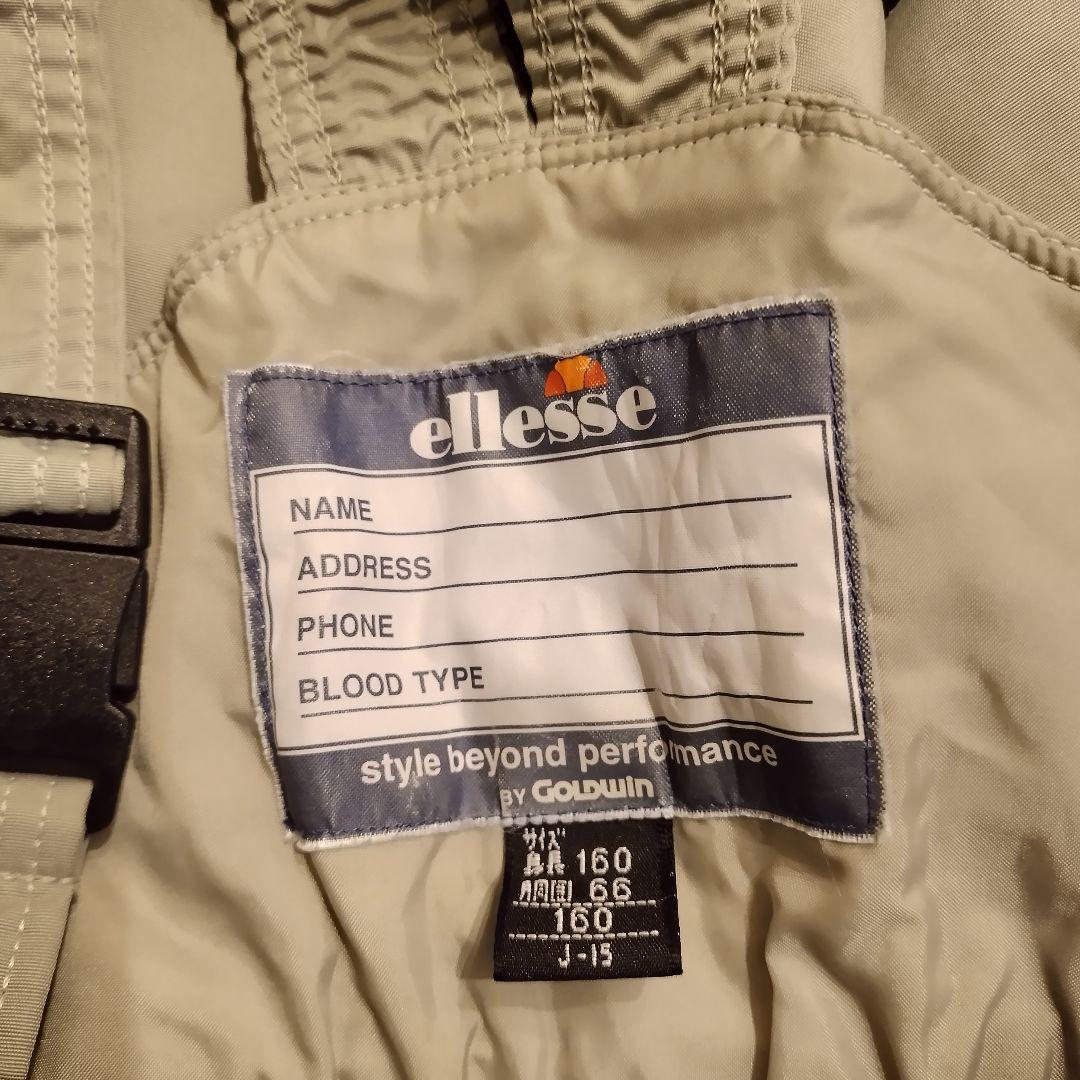 ellesse
NAME
ADDRESS
PHONE
BLOOD TYPE
style beyond performance
BY GOLDWIN
サイズ
身長 160
胴囲 66
160
J-15